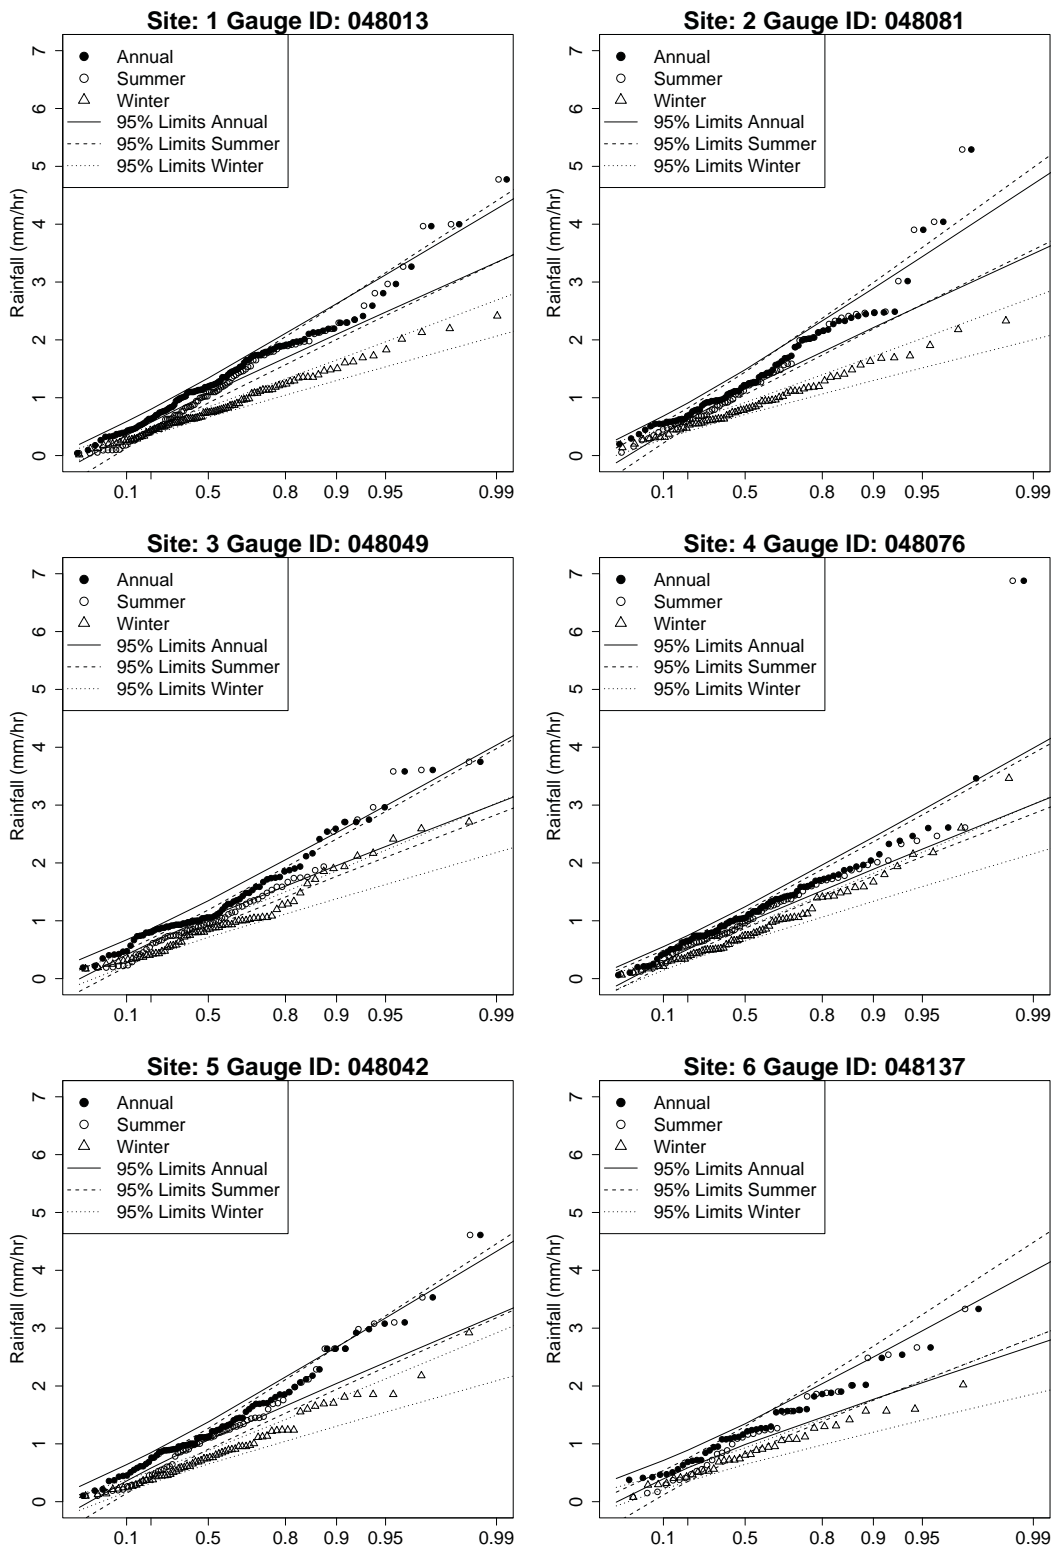 Site: 1 Gauge ID: 048013
Annual
Summer
Winter
95% Limits Annual
95% Limits Summer
95% Limits Winter
Rainfall (mm/hr)
7
6
5
4
3
2
1
0
0.1 0.5 0.8 0.9 0.95 0.99
Site: 2 Gauge ID: 048081
Annual
Summer
Winter
95% Limits Annual
95% Limits Summer
95% Limits Winter
Rainfall (mm/hr)
7
6
5
4
3
2
1
0
0.1 0.5 0.8 0.9 0.95 0.99
Site: 3 Gauge ID: 048049
Annual
Summer
Winter
95% Limits Annual
95% Limits Summer
95% Limits Winter
Rainfall (mm/hr)
7
6
5
4
3
2
1
0
0.1 0.5 0.8 0.9 0.95 0.99
Site: 4 Gauge ID: 048076
Annual
Summer
Winter
95% Limits Annual
95% Limits Summer
95% Limits Winter
Rainfall (mm/hr)
7
6
5
4
3
2
1
0
0.1 0.5 0.8 0.9 0.95 0.99
Site: 5 Gauge ID: 048042
Annual
Summer
Winter
95% Limits Annual
95% Limits Summer
95% Limits Winter
Rainfall (mm/hr)
7
6
5
4
3
2
1
0
0.1 0.5 0.8 0.9 0.95 0.99
Site: 6 Gauge ID: 048137
Annual
Summer
Winter
95% Limits Annual
95% Limits Summer
95% Limits Winter
Rainfall (mm/hr)
7
6
5
4
3
2
1
0
0.1 0.5 0.8 0.9 0.95 0.99